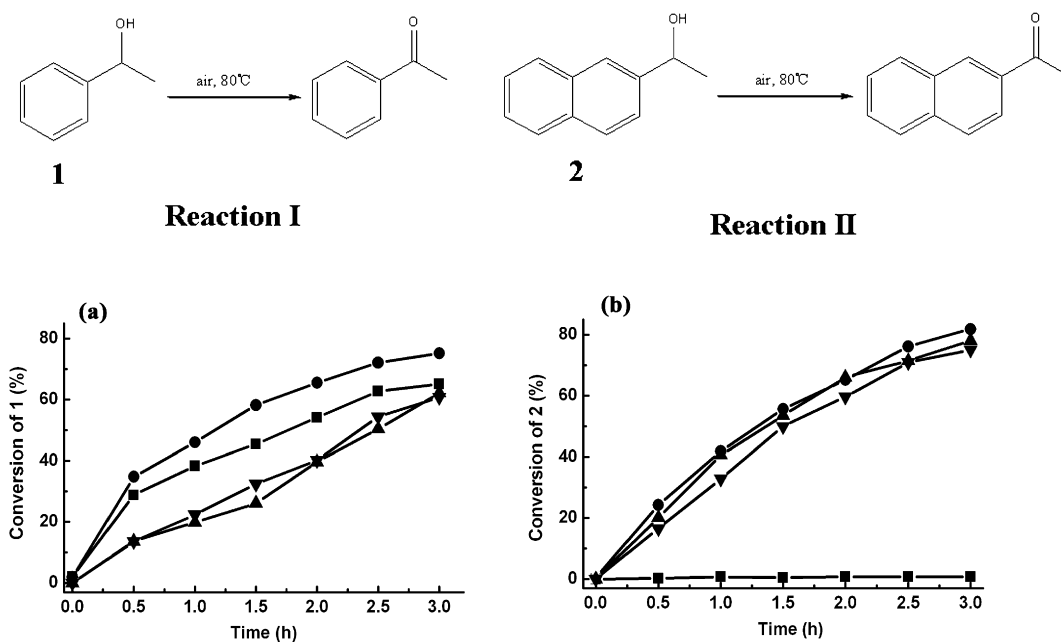 OH
O
OH
O
air, 80℃
air, 80℃
1
2
Reaction I
Reaction II
(a)
(b)
80
60
40
20
0
Conversion of 1 (%)
0.0 0.5 1.0 1.5 2.0 2.5 3.0
Time (h)
80
60
40
20
0
Conversion of 2 (%)
0.0 0.5 1.0 1.5 2.0 2.5 3.0
Time (h)